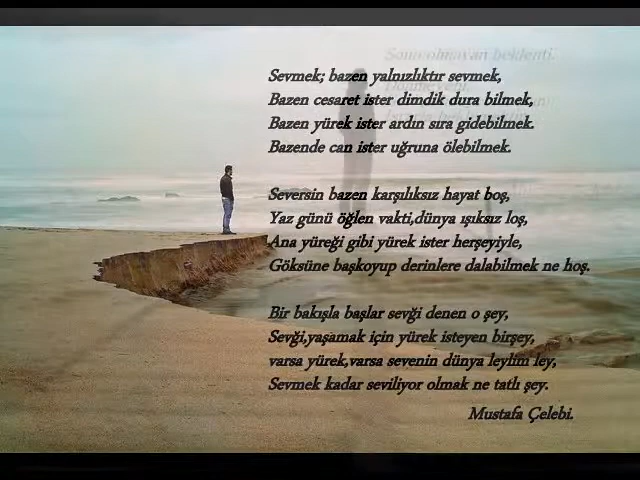 Sonu olmayan beklenti.
Sevmek; bazen yalnızlıktır sevmek,
Bazen cesaret ister dimdik dura bilmek,
Bazen yürek ister ardın sıra gidebilmek.
Bazende can ister uğruna ölebilmek.
Seversin bazen karşılıksız hayat boş,
Yaz günü öğlen vakti,dünya ışıksız loş,
Ana yüreği gibi yürek ister herşeyiyle,
Göksüne başkoyup derinlere dalabilmek ne hoş.
Bir bakışla başlar sevği denen o şey,
Sevği,yaşamak için yürek isteyen birşey,
varsa yürek,varsa sevenin dünya leylim ley,
Sevmek kadar seviliyor olmak ne tatlı şey.
Mustafa Çelebi.